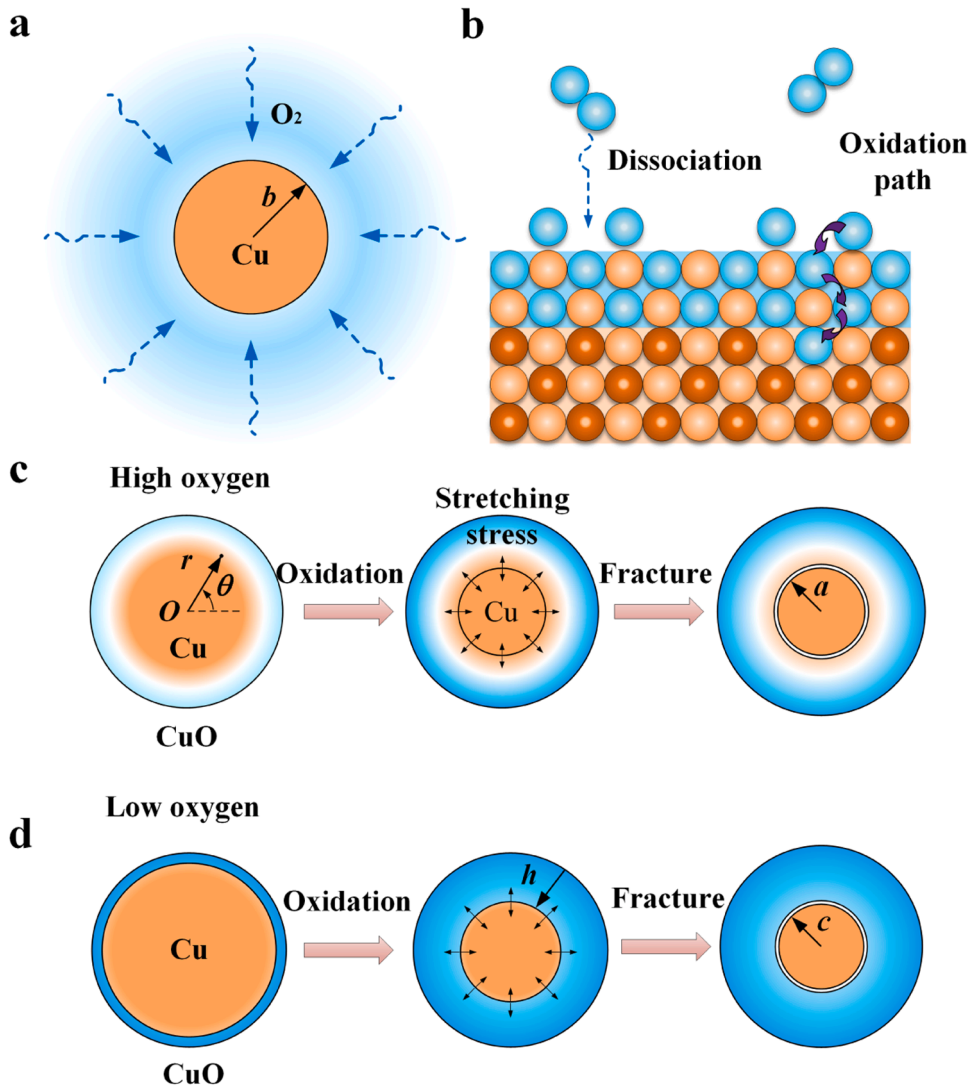 a
O₂
b
Cu
b
Dissociation
Oxidation
path
c
High oxygen
r
θ
O
Cu
CuO
Oxidation
Stretching
stress
Cu
Fracture
a
d
Low oxygen
Cu
CuO
Oxidation
h
Fracture
c